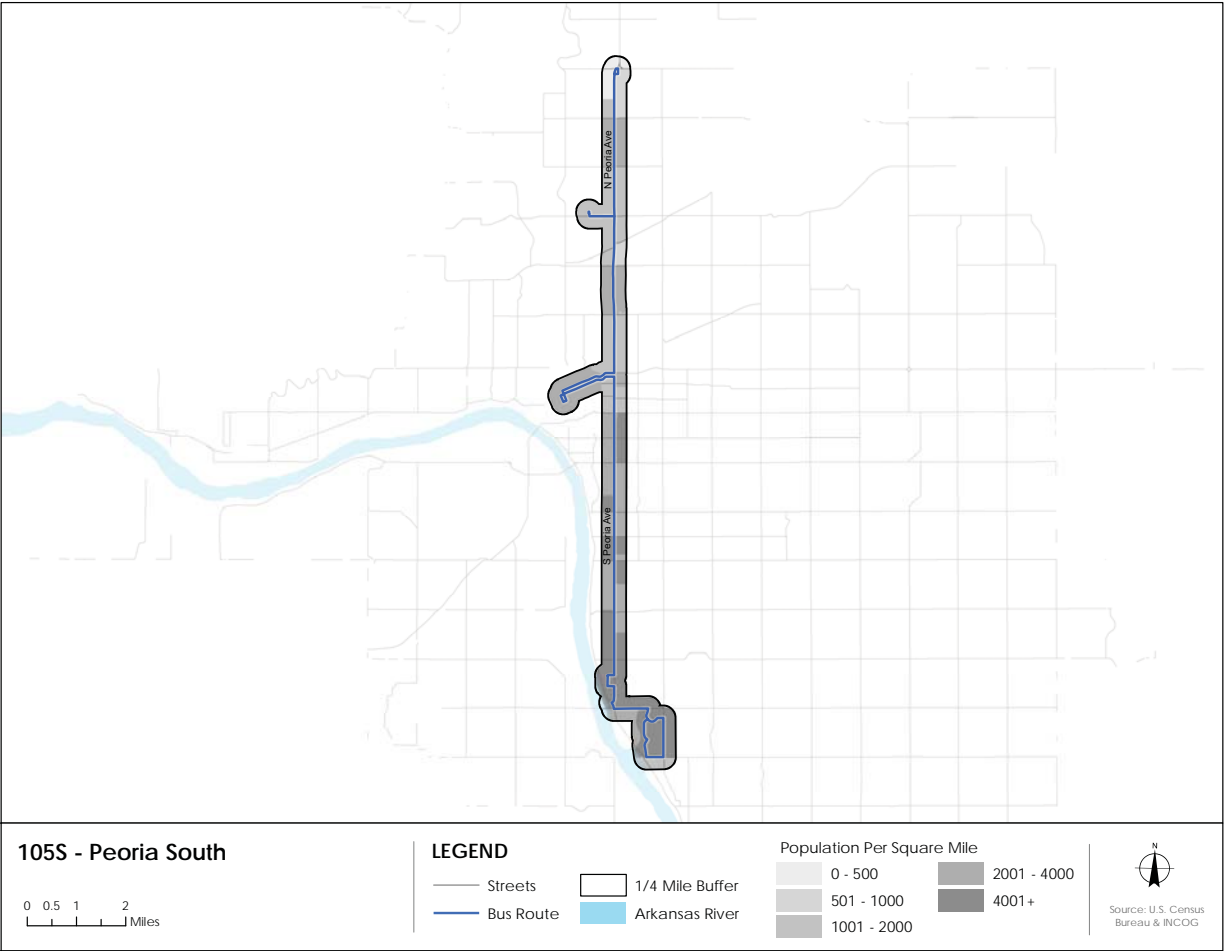 N Peoria Ave
S Peoria Ave
105S - Peoria South
0 0.5 1 2
Miles
LEGEND
Streets
Bus Route
1/4 Mile Buffer
Arkansas River
Population Per Square Mile
0 - 500
501 - 1000
1001 - 2000
2001 - 4000
4001+
N
Source: U.S. Census
Bureau & INCOG